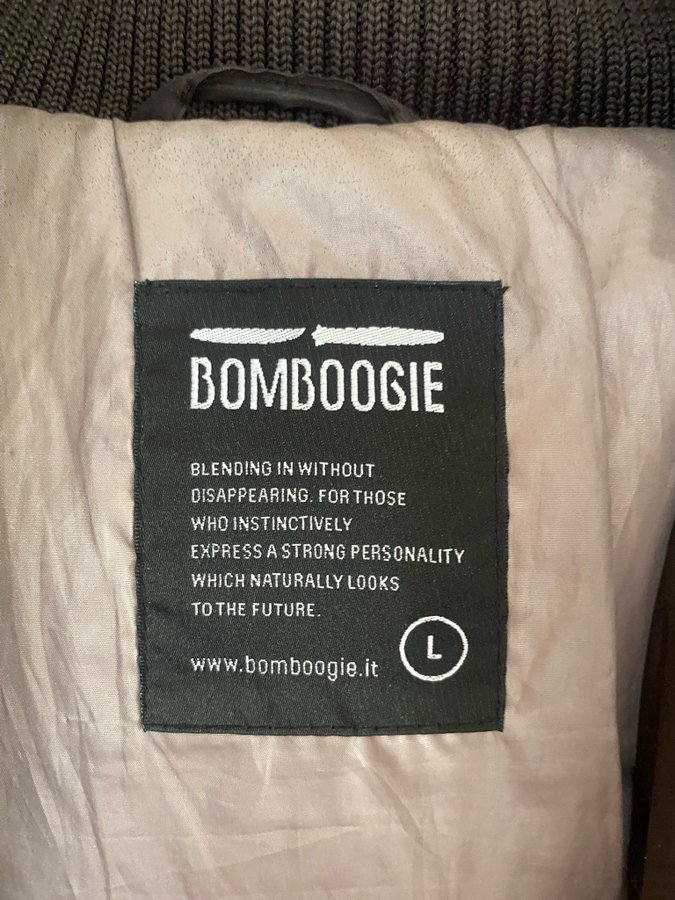 BOMBOOGIE
BLENDING IN WITHOUT
DISAPPEARING. FOR THOSE
WHO INSTINCTIVELY
EXPRESS A STRONG PERSONALITY
WHICH NATURALLY LOOKS
TO THE FUTURE.
L
www.bomboogie.it